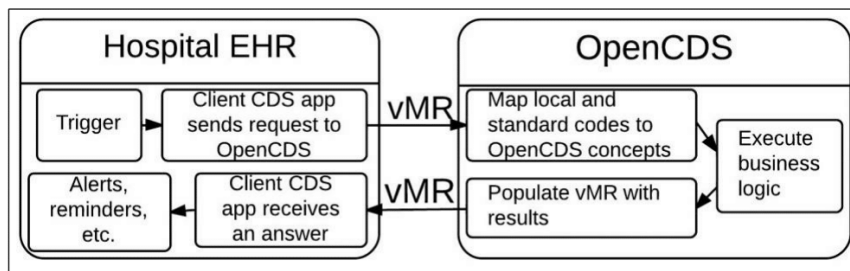 Hospital EHR
Trigger
Client CDS app
sends request to
OpenCDS
vMR
OpenCDS
Map local and
standard codes to
OpenCDS concepts
Execute
business
logic
Populate vMR with
results
vMR
Client CDS
app receives
an answer
Alerts,
reminders,
etc.